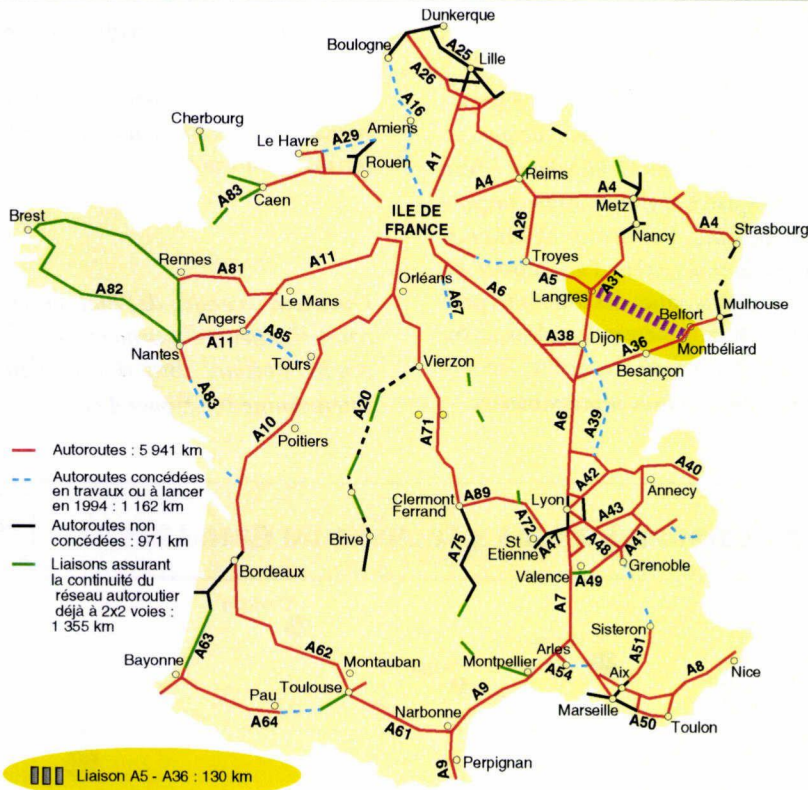 Dunkerque
Boulogne
A25
Lille
A26
Cherbourg
A16
Le Havre
A29
Amiens
A1
Rouen
A83
Caen
A4
Reims
A4
Metz
A4
Brest
ILE DE
FRANCE
A26
Nancy
Strasbourg
Rennes
A81
A11
Troyes
A5
A31
A82
Le Mans
Orléans
A67
A6
Langres
Belfort
Mulhouse
Angers
A11
A85
Nantes
A38
Dijon
A36
Montbéliard
Besançon
Tours
Vierzon
A83
A20
A10
A71
A6
A39
Poitiers
Autoroutes : 5 941 km
Autoroutes concédées
en travaux ou à lancer
en 1994 : 1 162 km
Autoroutes non
concédées : 971 km
Liaisons assurant
la continuité du
réseau autoroutier
déjà à 2x2 voies :
1 355 km
A42
A40
Annecy
Clermont
Ferrand
A89
Lyon
A43
A72
St
Etienne
A47
A48
A41
Brive
A75
Valence
A49
Grenoble
Bordeaux
A7
A63
Sisteron
A62
Montauban
Arles
A51
Bayonne
Montpellier
A54
Aix
A8
Nice
Pau
Toulouse
A9
A64
Narbonne
Marseille
A50
Toulon
A61
A9
Perpignan
Liaison A5 - A36 : 130 km